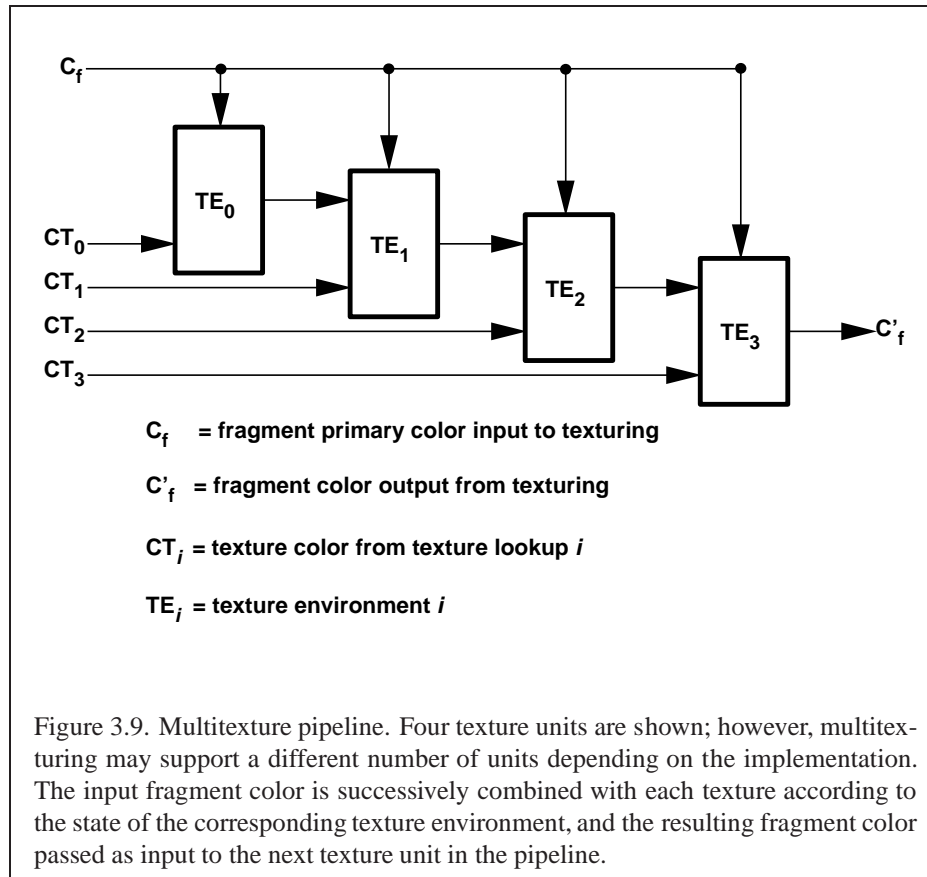 C_f
TE_0
CT_0
TE_1
CT_1
TE_2
CT_2
TE_3
C'_f
CT_3
C_f = fragment primary color input to texturing
C'_f = fragment color output from texturing
CT_i = texture color from texture lookup i
TE_i = texture environment i
Figure 3.9. Multitexture pipeline. Four texture units are shown; however, multitex-
turing may support a different number of units depending on the implementation.
The input fragment color is successively combined with each texture according to
the state of the corresponding texture environment, and the resulting fragment color
passed as input to the next texture unit in the pipeline.